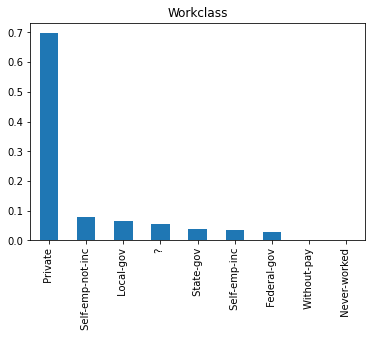 Workclass
0.7
0.6
0.5
0.4
0.3
0.2
0.1
0.0
Private
Self-emp-not-inc
Local-gov
?
State-gov
Self-emp-inc
Federal-gov
Without-pay
Never-worked